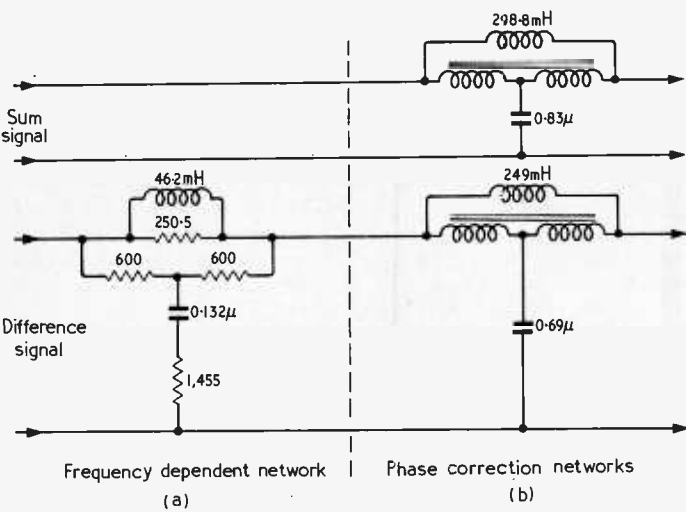 298·8mH
Sum
signal
0·83μ
46·2mH
250·5
600 600
0·132μ
1,455
249mH
0·69μ
Difference
signal
Frequency dependent network
(a)
Phase correction networks
(b)